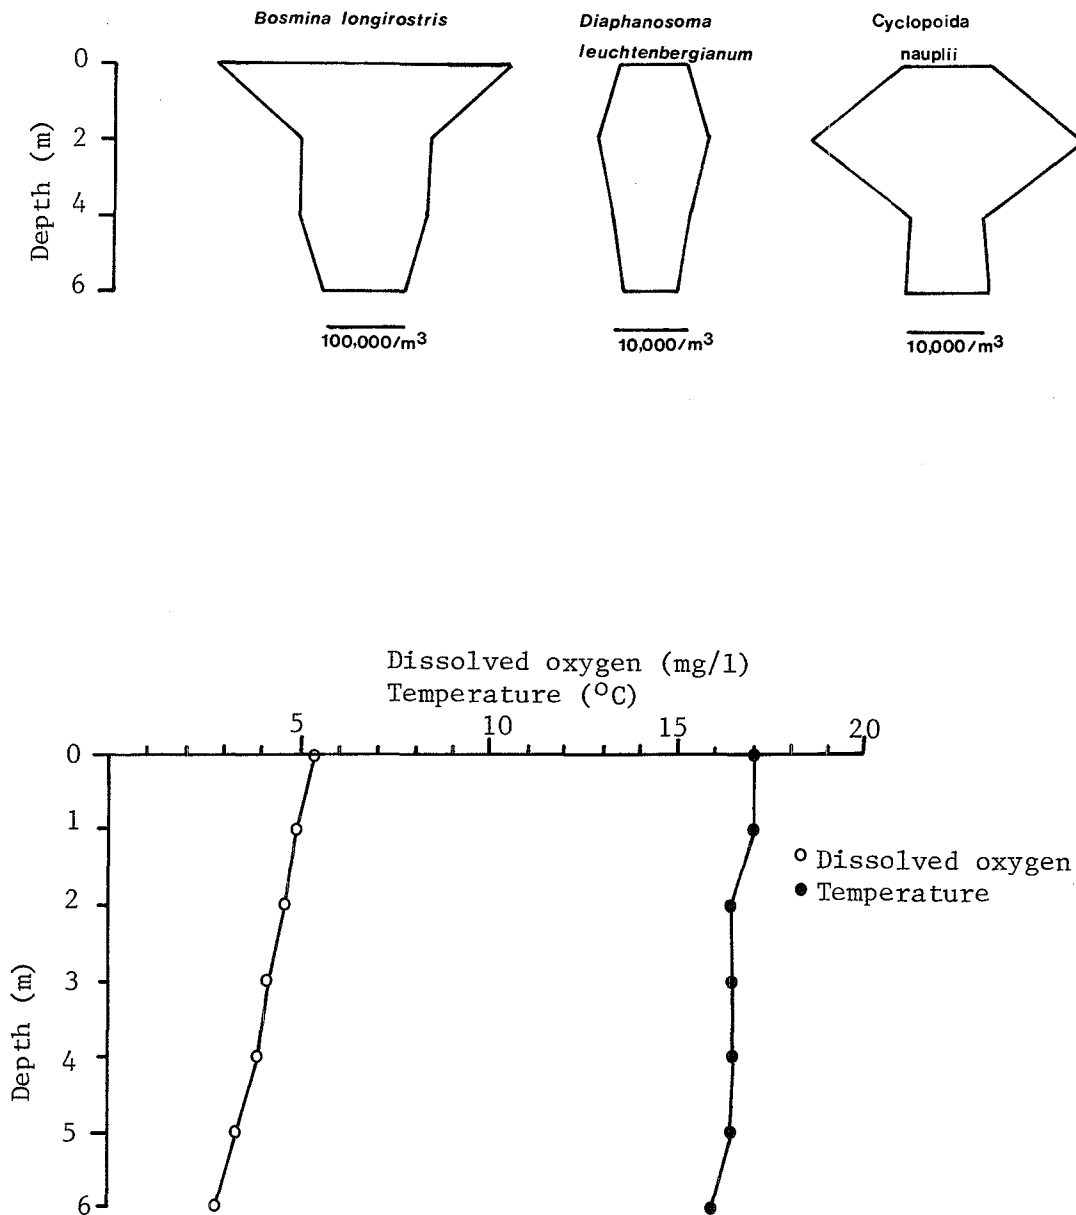 Bosmina longirostris
Diaphanosoma
leuchtenbergianum
Cyclopoida
nauplii
0
2
4
6
Depth (m)
100,000/m³
10,000/m³
10,000/m³
Dissolved oxygen (mg/l)
Temperature (°C)
5 10 15 20
0
1
2
3
4
5
6
Depth (m)
Dissolved oxygen
Temperature